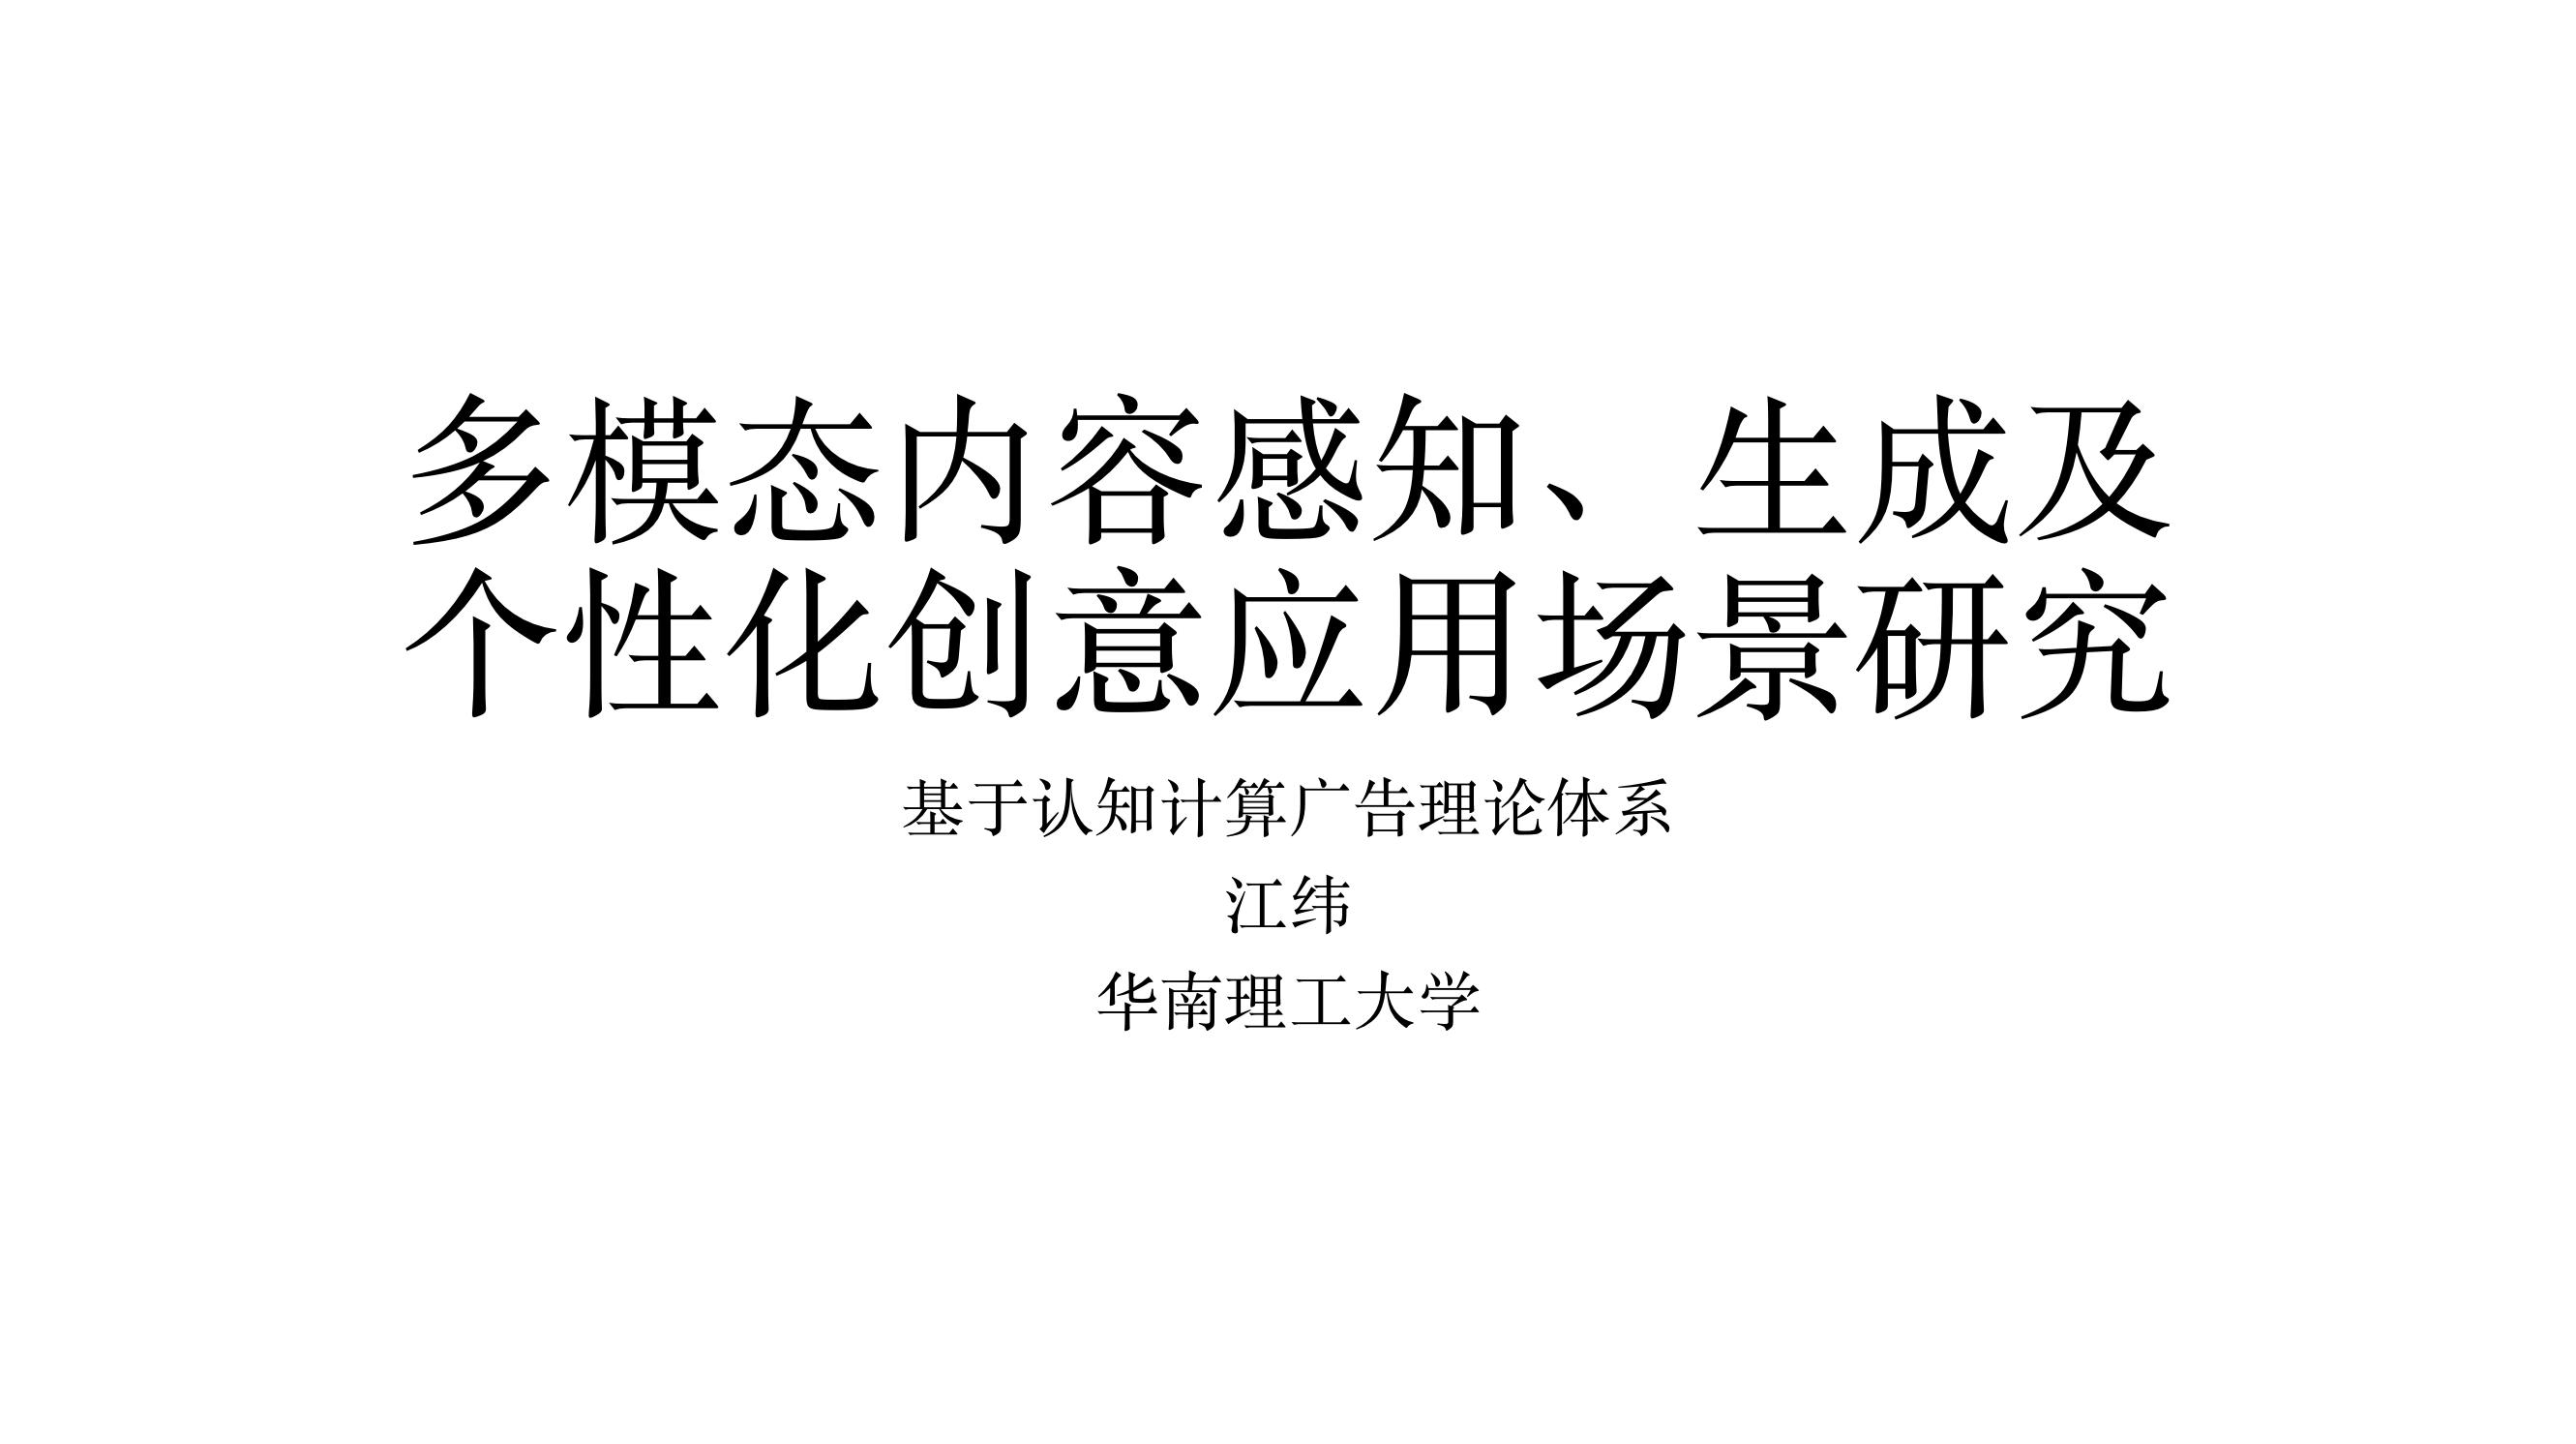 多模态内容感知、生成及
个性化创意应用场景研究
基于认知计算广告理论体系
江纬
华南理工大学